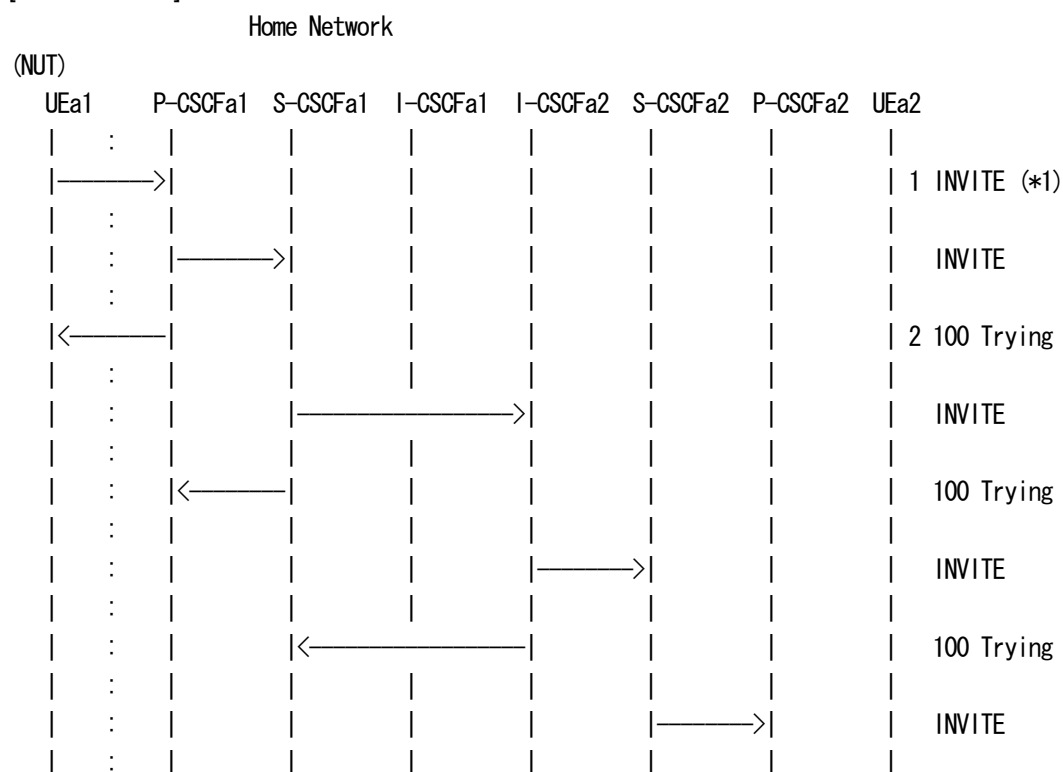 Home Network
(NUT)
UEa1 P-CSCFa1 S-CSCFa1 I-CSCFa1 I-CSCFa2 S-CSCFa2 P-CSCFa2 UEa2
1 INVITE (*1)
INVITE
2 100 Trying
INVITE
100 Trying
INVITE
100 Trying
INVITE